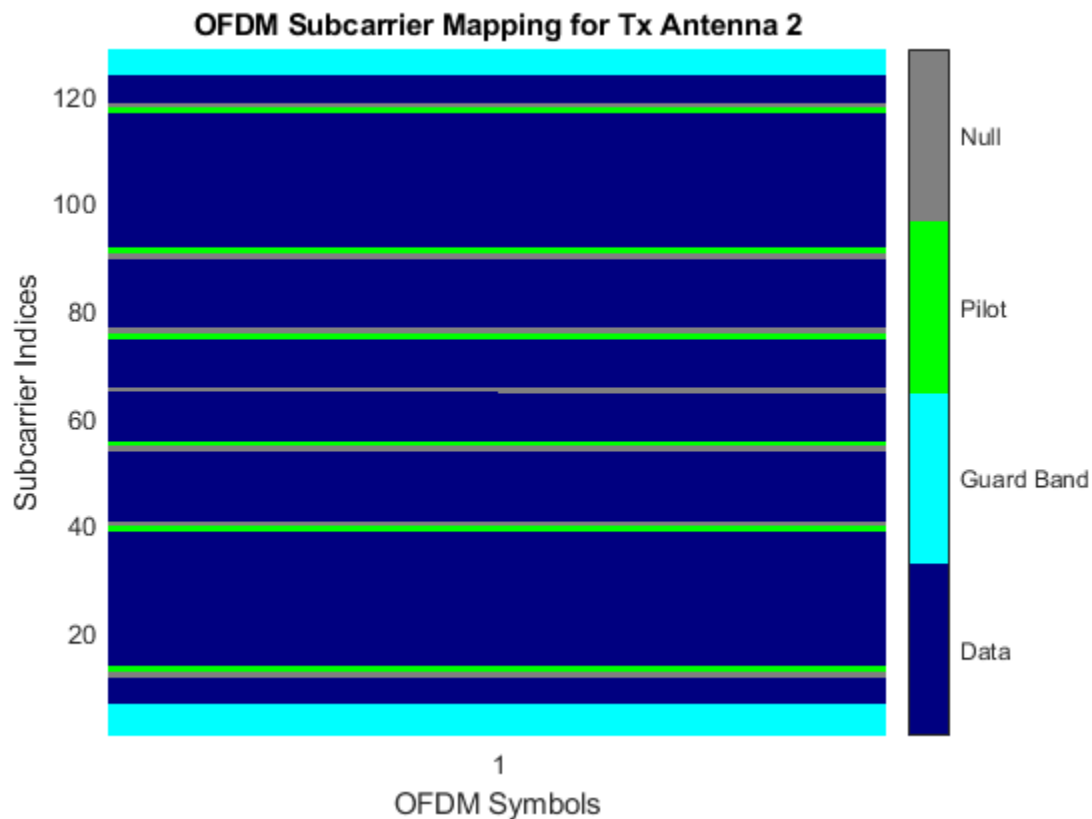 OFDM Subcarrier Mapping for Tx Antenna 2
120
100
80
60
40
20
Subcarrier Indices
1
OFDM Symbols
Null
Pilot
Guard Band
Data